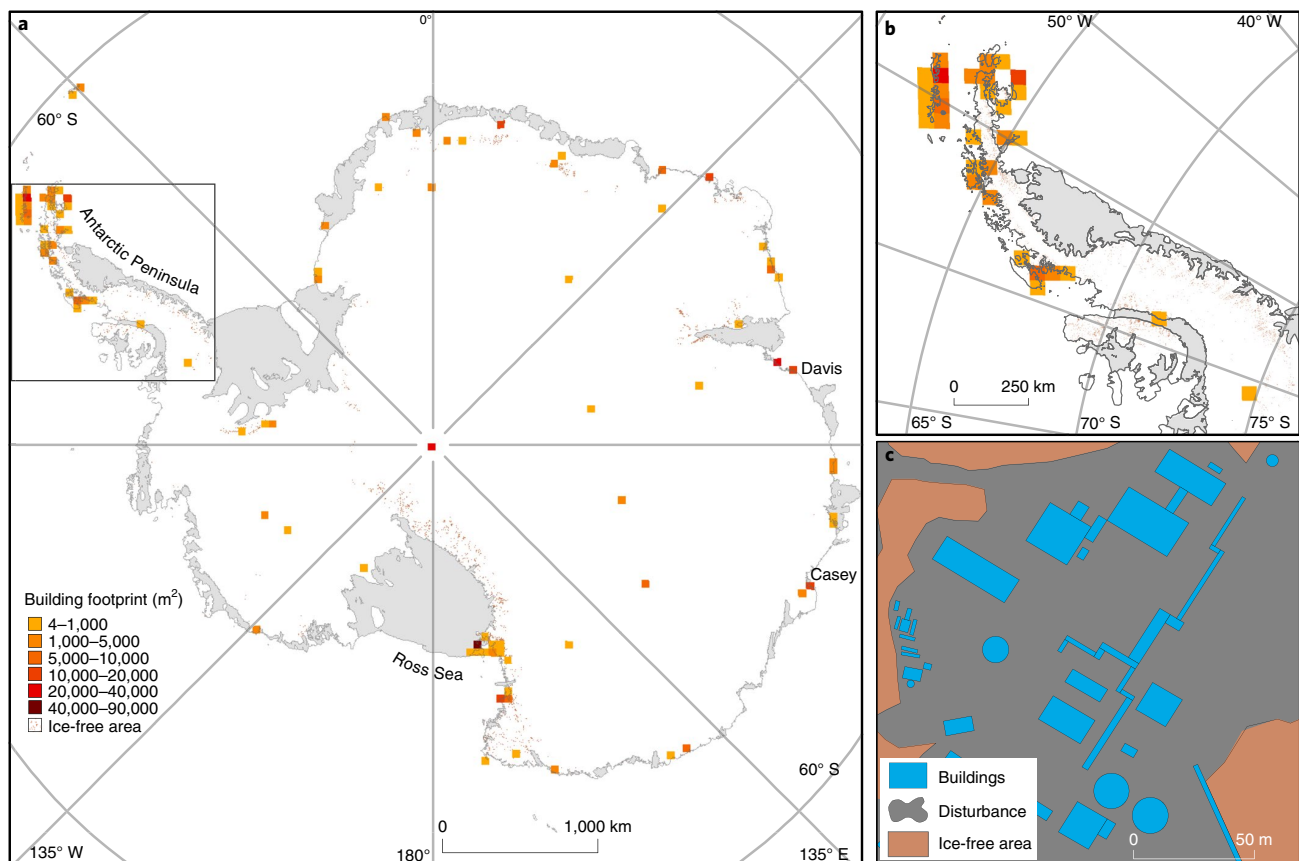 a
0°
60° S
Antarctic Peninsula
Davis
Casey
Ross Sea
Building footprint (m²)
4–1,000
1,000–5,000
5,000–10,000
10,000–20,000
20,000–40,000
40,000–90,000
Ice-free area
60° S
0 1,000 km
135° W
180°
135° E
b
50° W
40° W
0 250 km
65° S
70° S
75° S
c
Buildings
Disturbance
Ice-free area
0 50 m